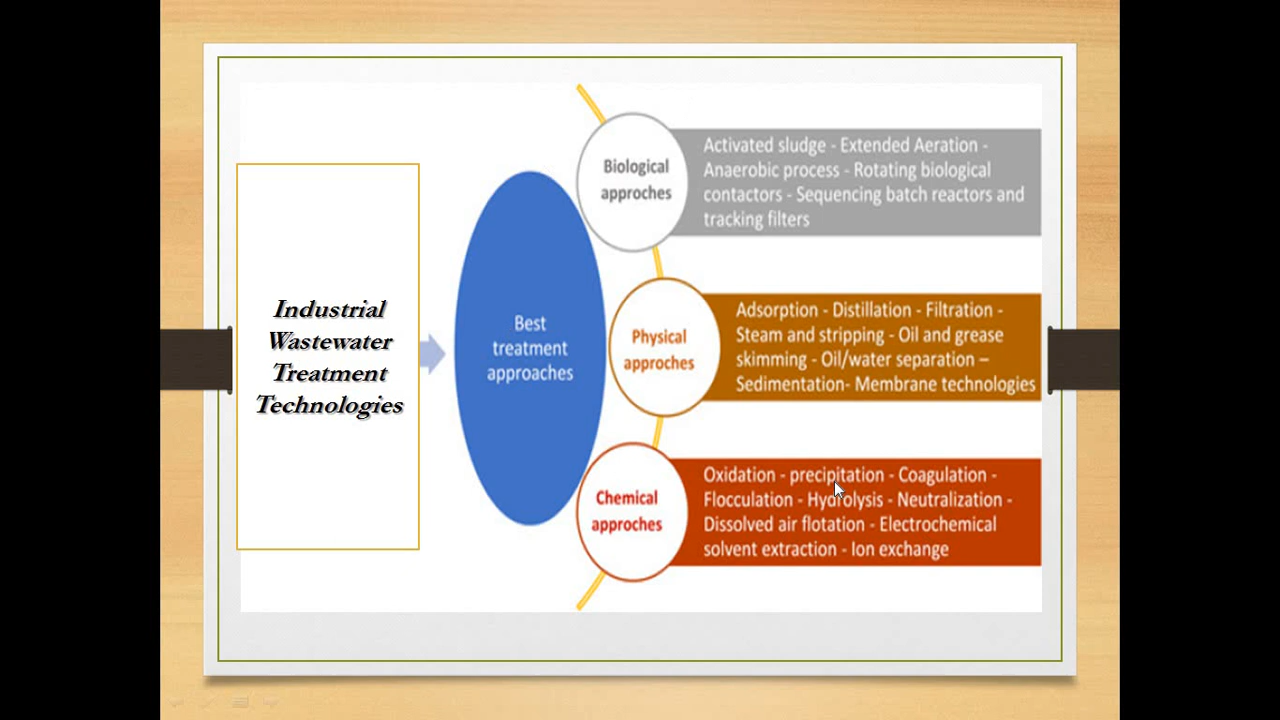 Industrial
Wastewater
Treatment
Technologies
Best
treatment
approaches
Biological
approches
Activated sludge - Extended Aeration -
Anaerobic process - Rotating biological
contactors - Sequencing batch reactors and
tracking filters
Physical
approches
Adsorption - Distillation - Filtration -
Steam and stripping - Oil and grease
skimming - Oil/water separation –
Sedimentation- Membrane technologies
Chemical
approches
Oxidation - precipitation - Coagulation -
Flocculation - Hydrolysis - Neutralization -
Dissolved air flotation - Electrochemical
solvent extraction - Ion exchange